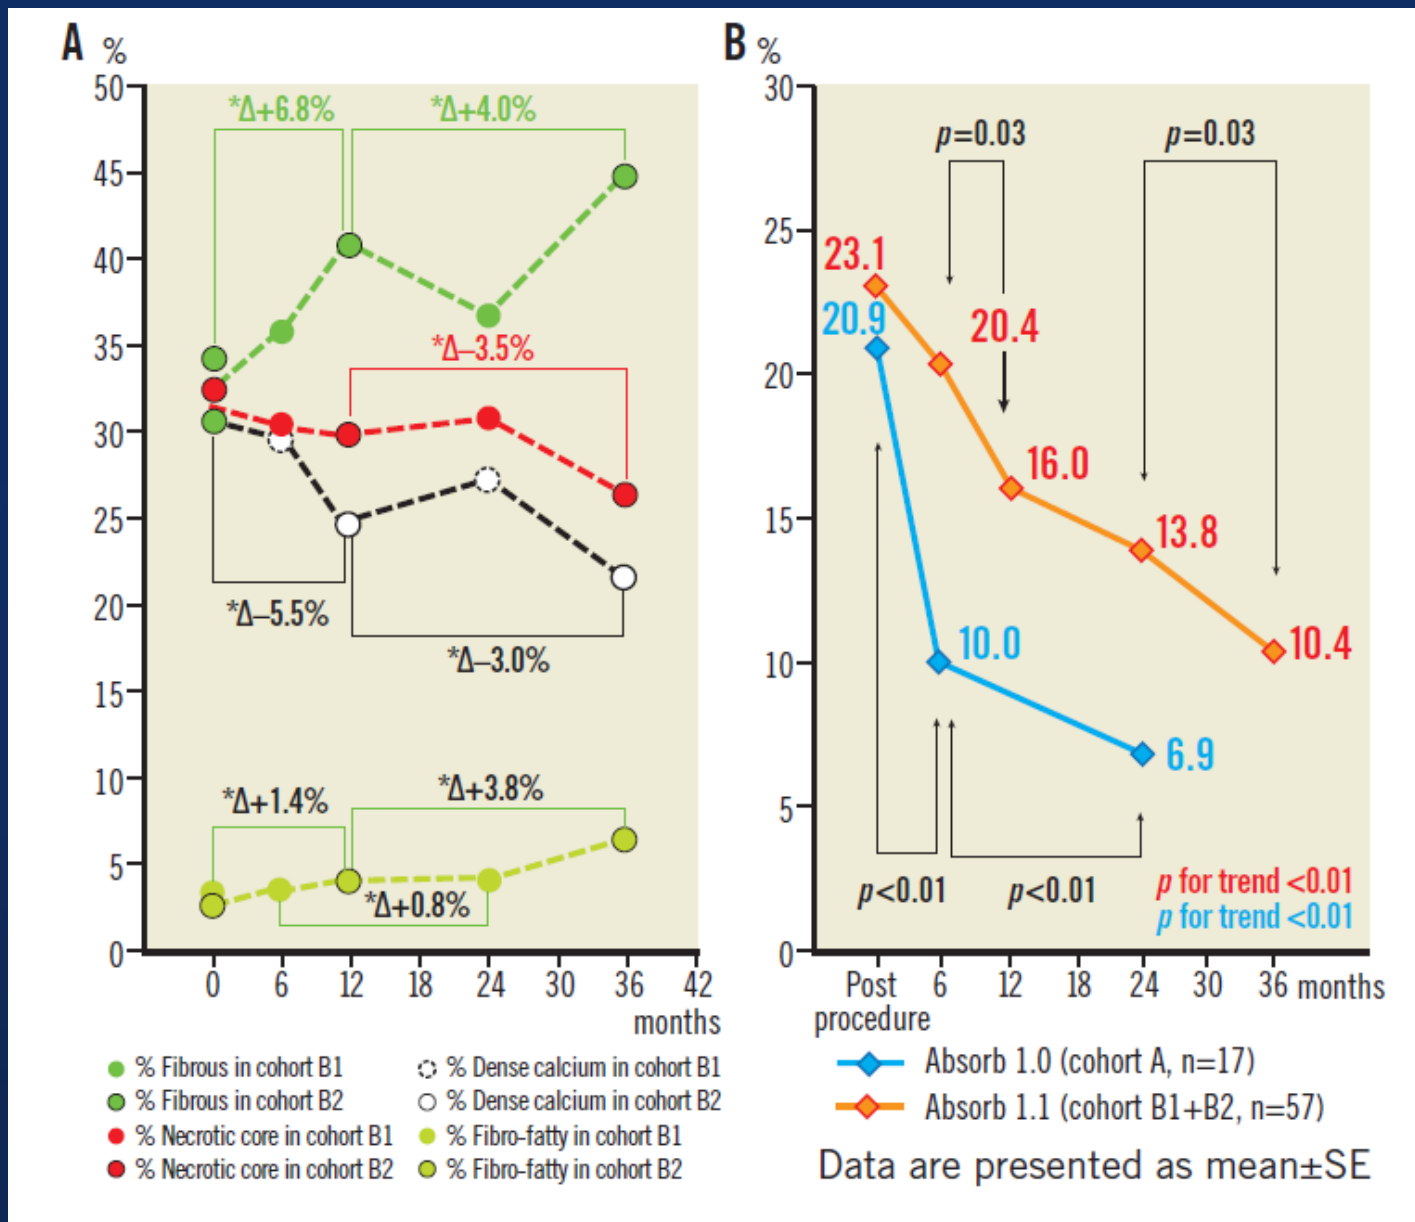 A %
50
45
40
35
30
25
20
15
10
5
0
*Δ+6.8%
*Δ+4.0%
*Δ–3.5%
*Δ–5.5%
*Δ–3.0%
*Δ+1.4%
*Δ+3.8%
*Δ+0.8%
0 6 12 18 24 30 36 42
months
% Fibrous in cohort B1
% Fibrous in cohort B2
% Necrotic core in cohort B1
% Necrotic core in cohort B2
% Dense calcium in cohort B1
% Dense calcium in cohort B2
% Fibro-fatty in cohort B1
% Fibro-fatty in cohort B2
B %
30
25
20
15
10
5
0
p=0.03
p=0.03
23.1
20.9
20.4
16.0
13.8
10.0
10.4
6.9
p<0.01
p<0.01
p for trend <0.01
p for trend <0.01
Post 6 12 18 24 30 36 months
procedure
Absorb 1.0 (cohort A, n=17)
Absorb 1.1 (cohort B1+B2, n=57)
Data are presented as mean±SE